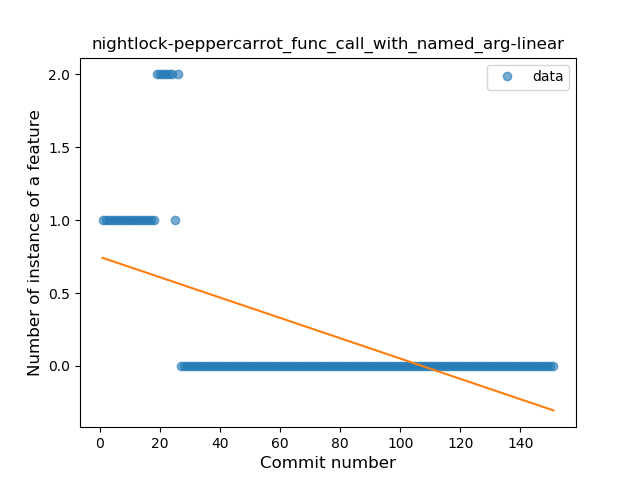 nightlock-peppercarrot_func_call_with_named_arg-linear
data
Number of instance of a feature
2.0
1.5
1.0
0.5
0.0
0 20 40 60 80 100 120 140
Commit number